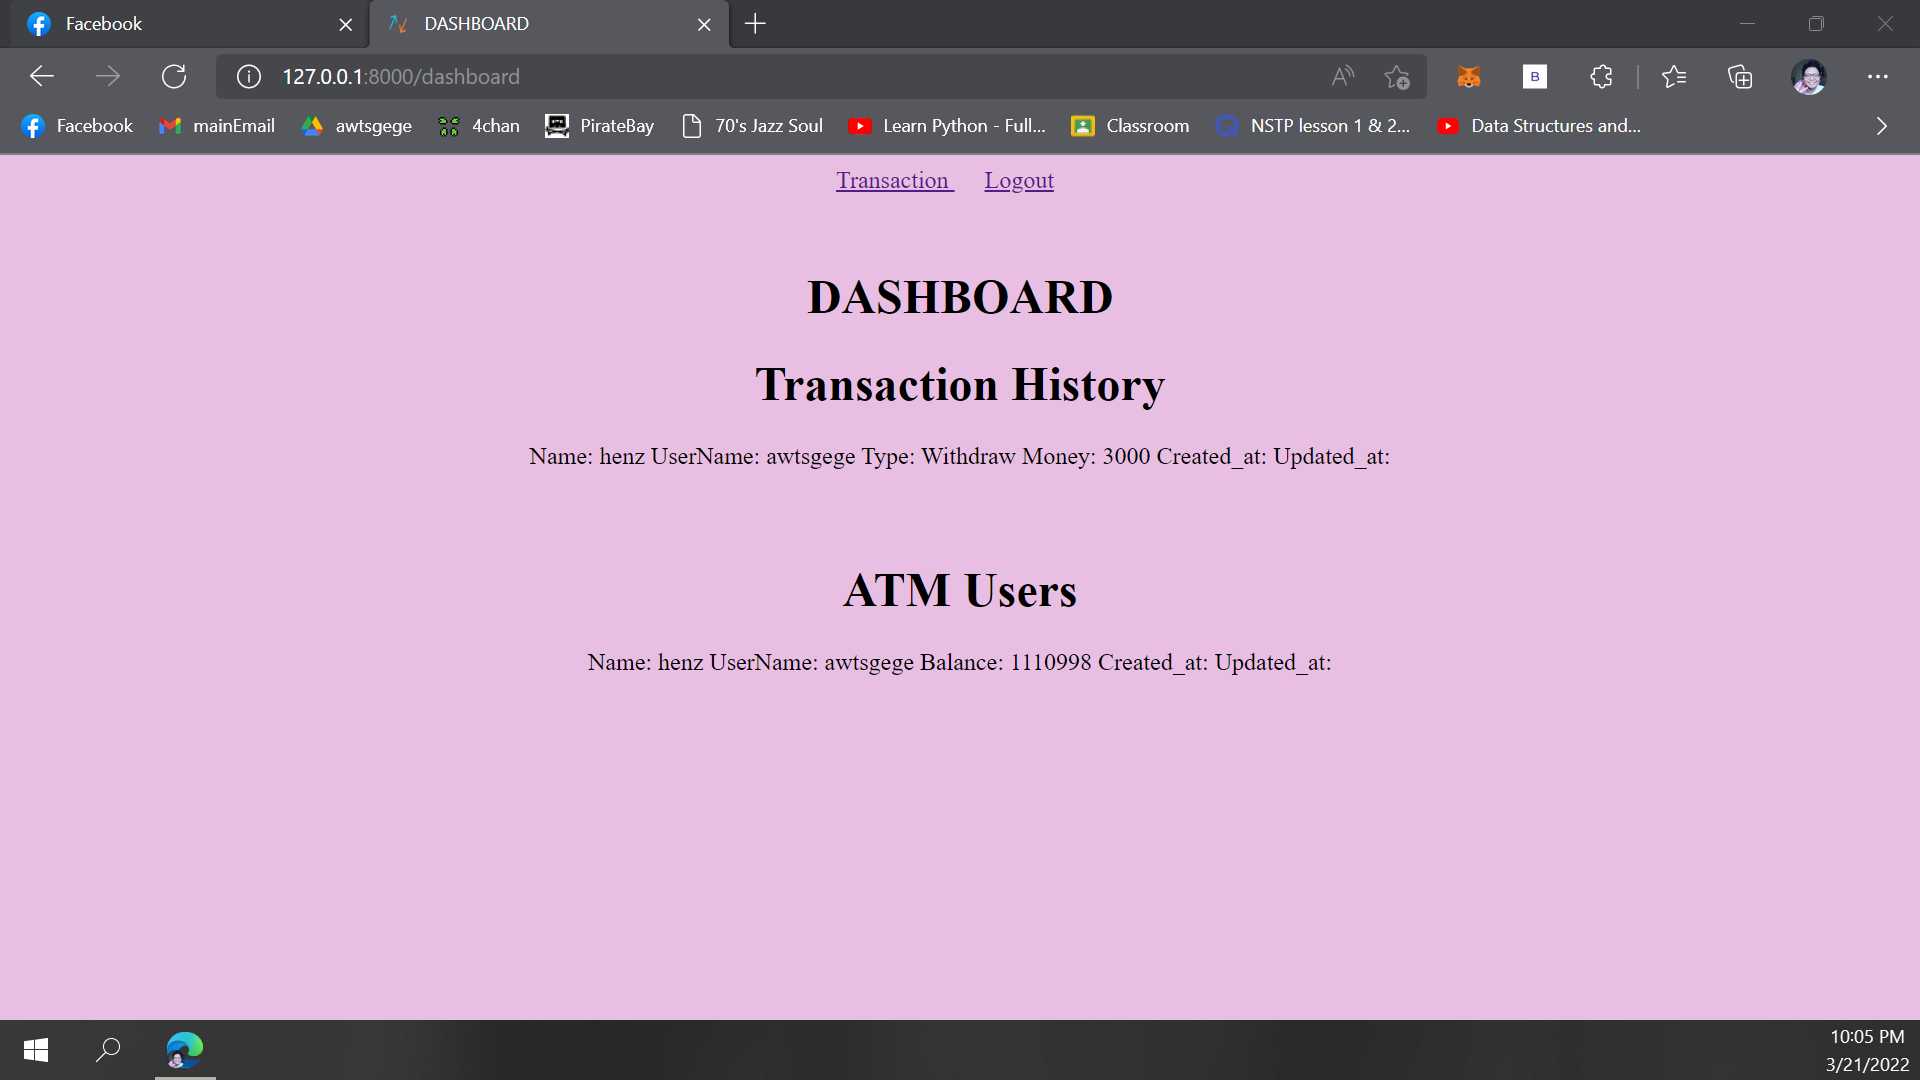 Facebook
DASHBOARD
127.0.0.1:8000/dashboard
B
Facebook
mainEmail
awtsgege
4chan
PirateBay
70's Jazz Soul
Learn Python - Full...
Classroom
NSTP lesson 1 & 2...
Data Structures and...
Transaction Logout
DASHBOARD
Transaction History
Name: henz UserName: awtsgege Type: Withdraw Money: 3000 Created_at: Updated_at:
ATM Users
Name: henz UserName: awtsgege Balance: 1110998 Created_at: Updated_at:
10:05 PM
3/21/2022